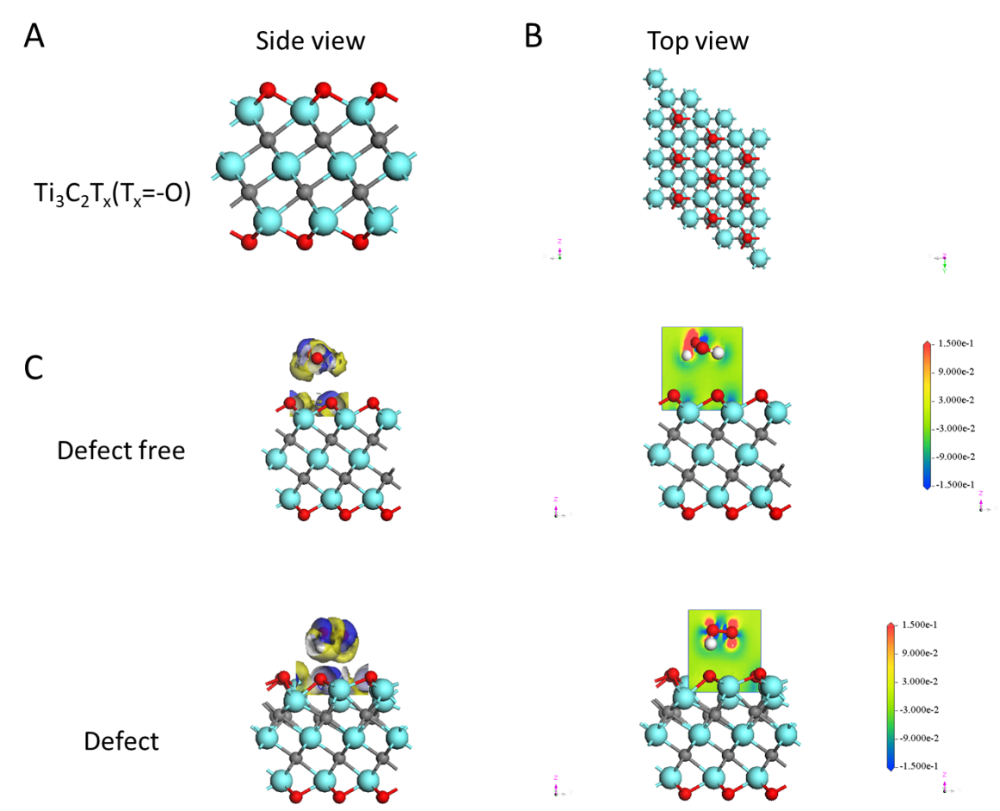 A
Side view
B
Top view
Ti₃C₂Tₓ(Tₓ=-O)
Z
Z
Y
C
Defect free
1.500e-1
9.000e-2
3.000e-2
-3.000e-2
-9.000e-2
-1.500e-1
Z
Z
Defect
1.500e-1
9.000e-2
3.000e-2
-3.000e-2
-9.000e-2
-1.500e-1
Z
Z